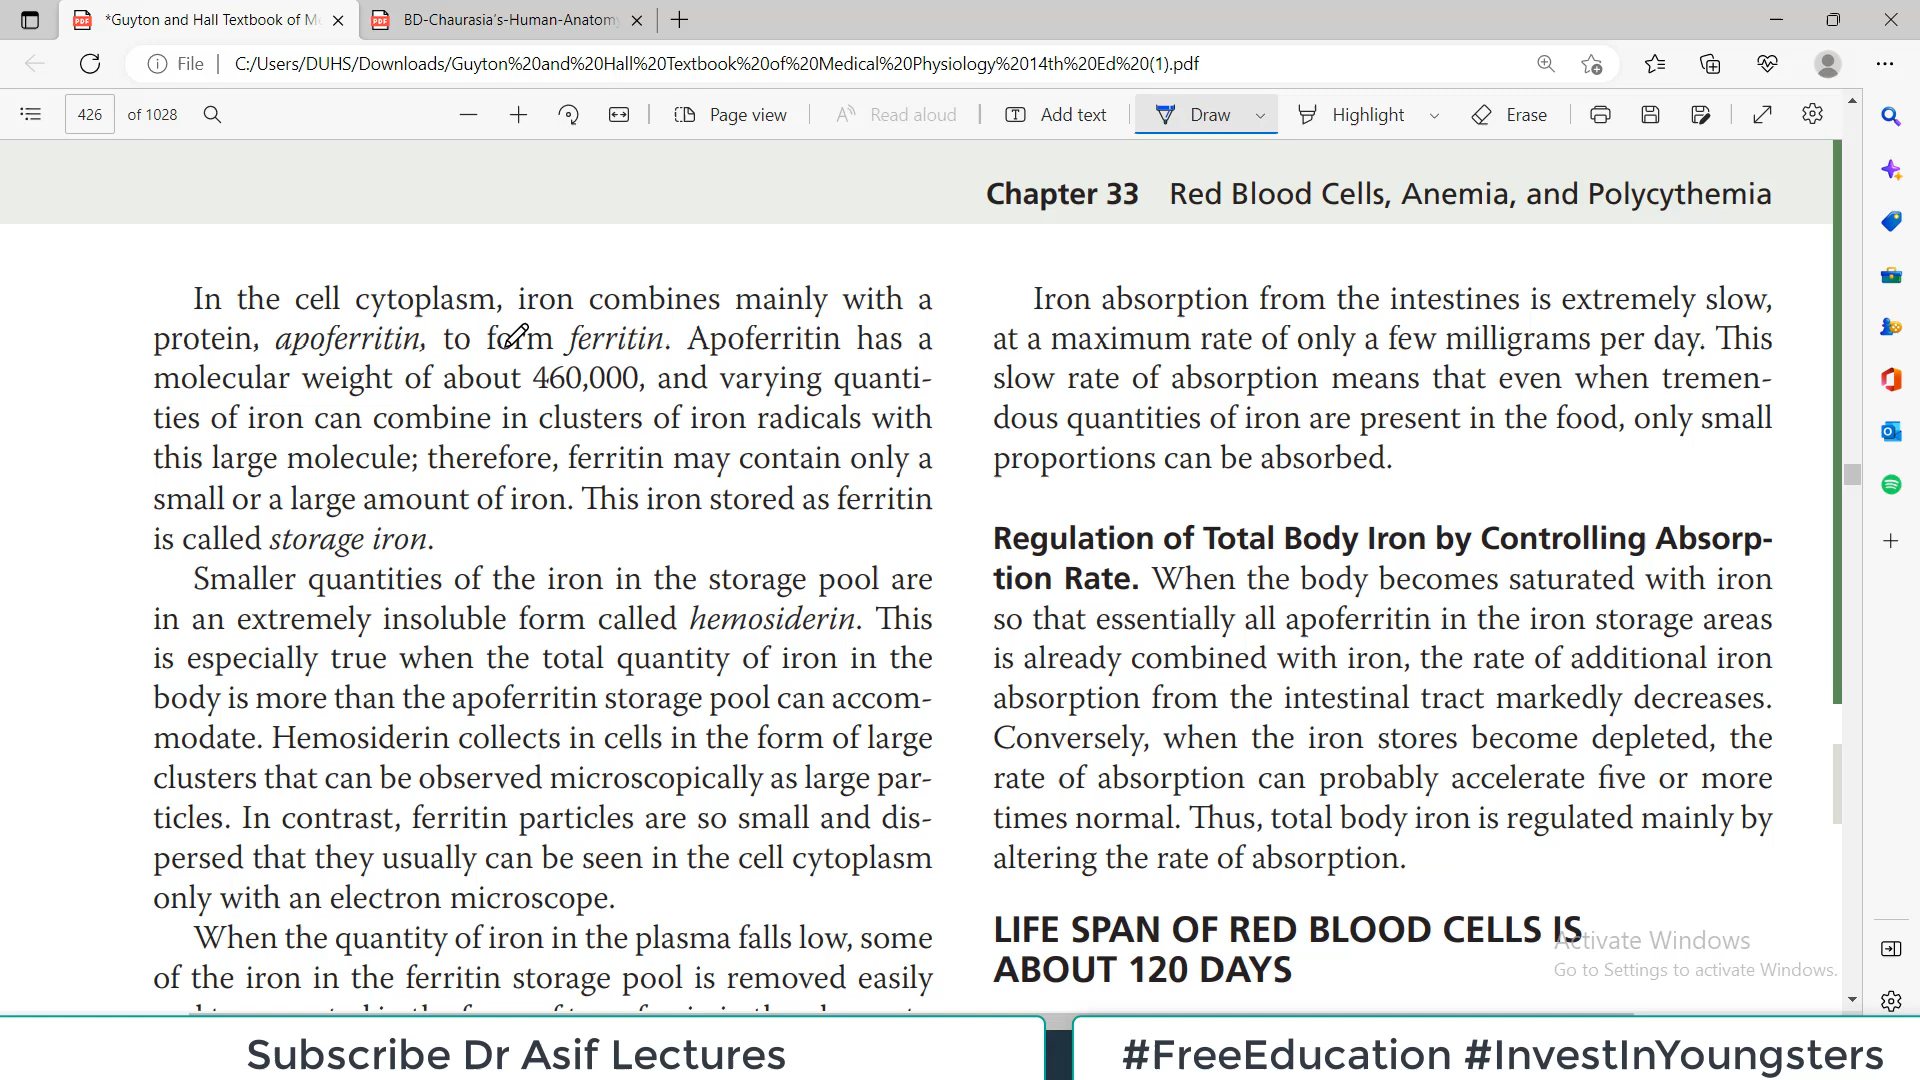 *Guyton and Hall Textbook of M
BD-Chaurasia's-Human-Anatomy
File
C:/Users/DUHS/Downloads/Guyton%20and%20Hall%20Textbook%20of%20Medical%20Physiology%2014th%20Ed%20(1).pdf
426 of 1028
Page view
Read aloud
Add text
Draw
Highlight
Erase
Chapter 33 Red Blood Cells, Anemia, and Polycythemia
In the cell cytoplasm, iron combines mainly with a
protein, apoferritin, to form ferritin. Apoferritin has a
molecular weight of about 460,000, and varying quanti-
ties of iron can combine in clusters of iron radicals with
this large molecule; therefore, ferritin may contain only a
small or a large amount of iron. This iron stored as ferritin
is called storage iron.
Smaller quantities of the iron in the storage pool are
in an extremely insoluble form called hemosiderin. This
is especially true when the total quantity of iron in the
body is more than the apoferritin storage pool can accom-
modate. Hemosiderin collects in cells in the form of large
clusters that can be observed microscopically as large par-
ticles. In contrast, ferritin particles are so small and dis-
persed that they usually can be seen in the cell cytoplasm
only with an electron microscope.
When the quantity of iron in the plasma falls low, some
of the iron in the ferritin storage pool is removed easily
Iron absorption from the intestines is extremely slow,
at a maximum rate of only a few milligrams per day. This
slow rate of absorption means that even when tremen-
dous quantities of iron are present in the food, only small
proportions can be absorbed.
Regulation of Total Body Iron by Controlling Absorp-
tion Rate. When the body becomes saturated with iron
so that essentially all apoferritin in the iron storage areas
is already combined with iron, the rate of additional iron
absorption from the intestinal tract markedly decreases.
Conversely, when the iron stores become depleted, the
rate of absorption can probably accelerate five or more
times normal. Thus, total body iron is regulated mainly by
altering the rate of absorption.
LIFE SPAN OF RED BLOOD CELLS IS
ABOUT 120 DAYS
Activate Windows
Go to Settings to activate Windows.
Subscribe Dr Asif Lectures
#FreeEducation #InvestInYoungsters